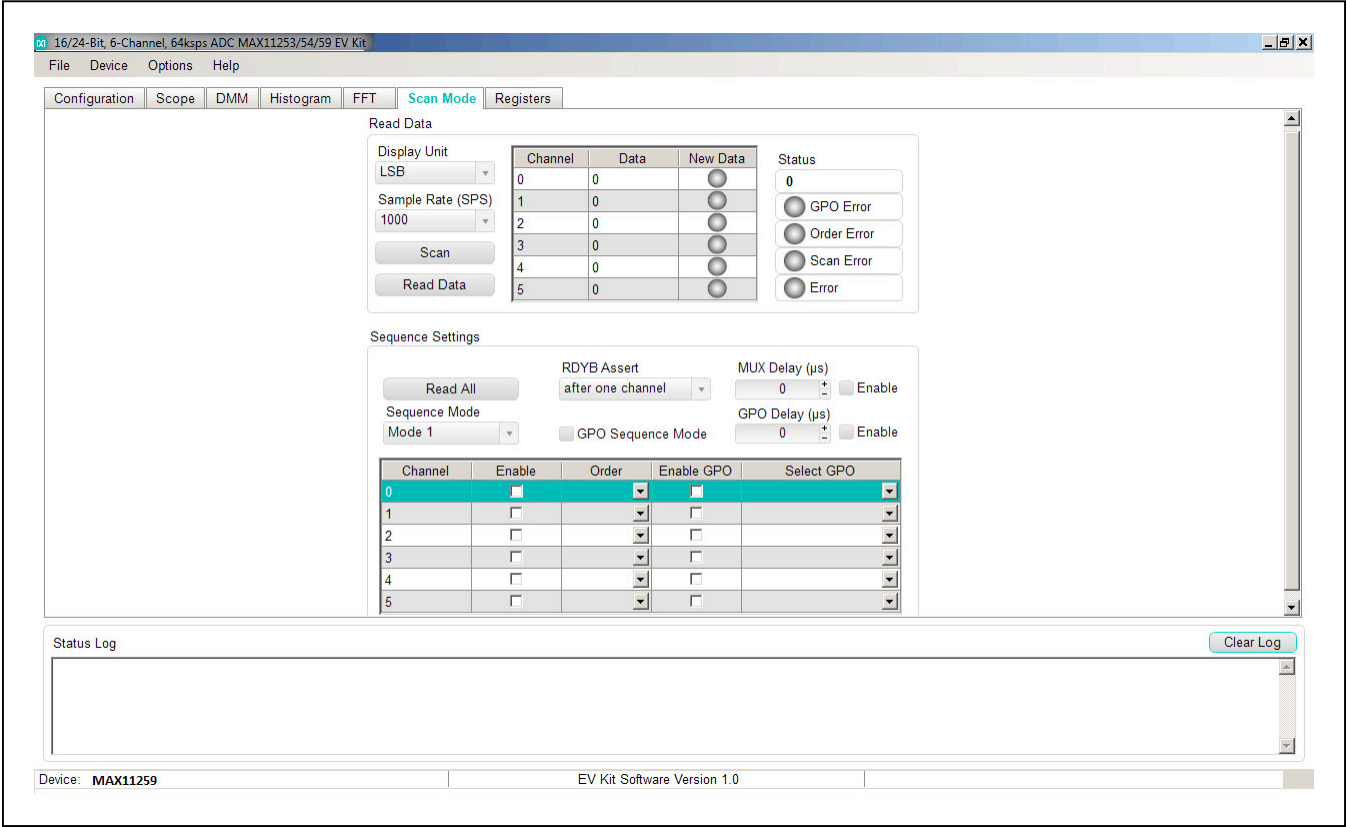 16/24-Bit, 6-Channel, 64ksps ADC MAX11253/54/59 EV Kit
File Device Options Help
Configuration Scope DMM Histogram FFT Scan Mode Registers
Read Data
Display Unit
LSB
Sample Rate (SPS)
1000
Scan
Read Data
Channel Data New Data
0 0
1 0
2 0
3 0
4 0
5 0
Status
0
GPO Error
Order Error
Scan Error
Error
Sequence Settings
Read All
Sequence Mode
Mode 1
RDYB Assert
after one channel
GPO Sequence Mode
MUX Delay (µs)
0 Enable
GPO Delay (µs)
0 Enable
Channel Enable Order Enable GPO Select GPO
0
1
2
3
4
5
Status Log
Clear Log
Device: MAX11259
EV Kit Software Version 1.0